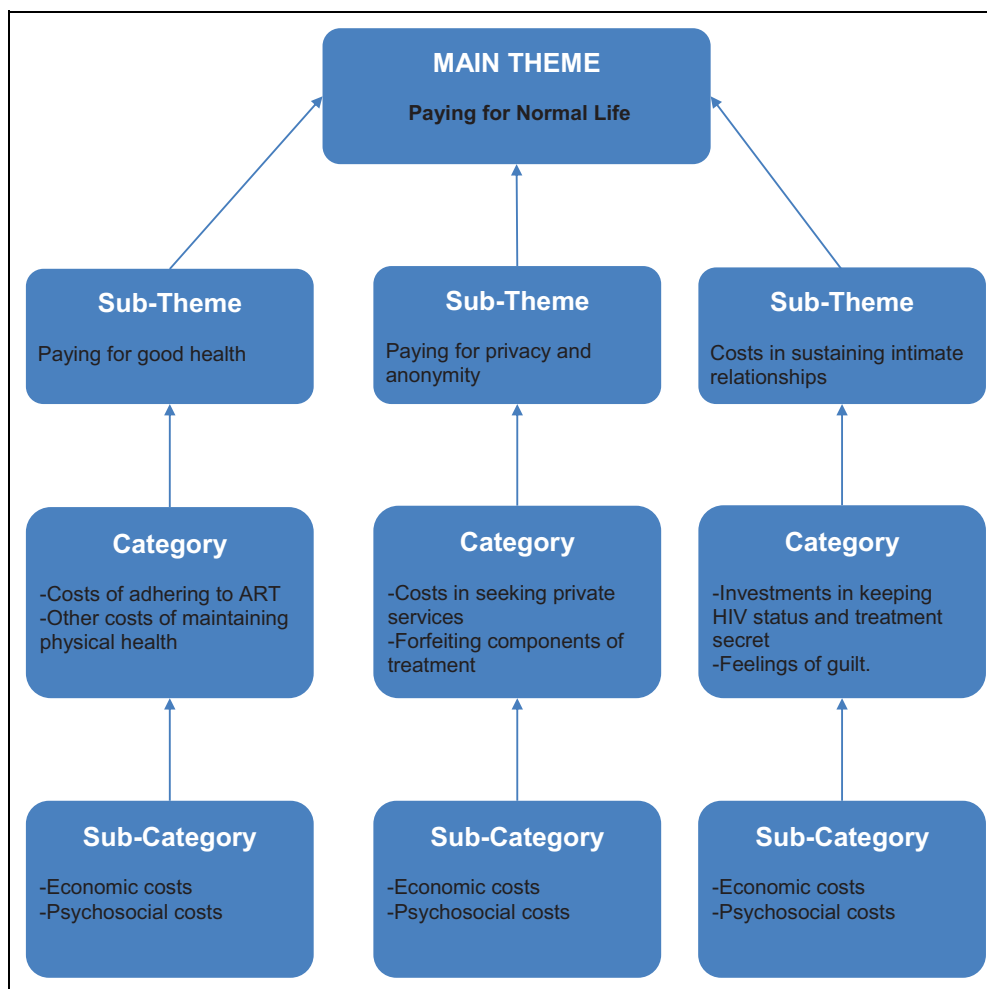 MAIN THEME
Paying for Normal Life
Sub-Theme
Paying for good health
Sub-Theme
Paying for privacy and
anonymity
Sub-Theme
Costs in sustaining intimate
relationships
Category
-Costs of adhering to ART
-Other costs of maintaining
physical health
Category
-Costs in seeking private
services
-Forfeiting components of
treatment
Category
-Investments in keeping
HIV status and treatment
secret
-Feelings of guilt.
Sub-Category
-Economic costs
-Psychosocial costs
Sub-Category
-Economic costs
-Psychosocial costs
Sub-Category
-Economic costs
-Psychosocial costs